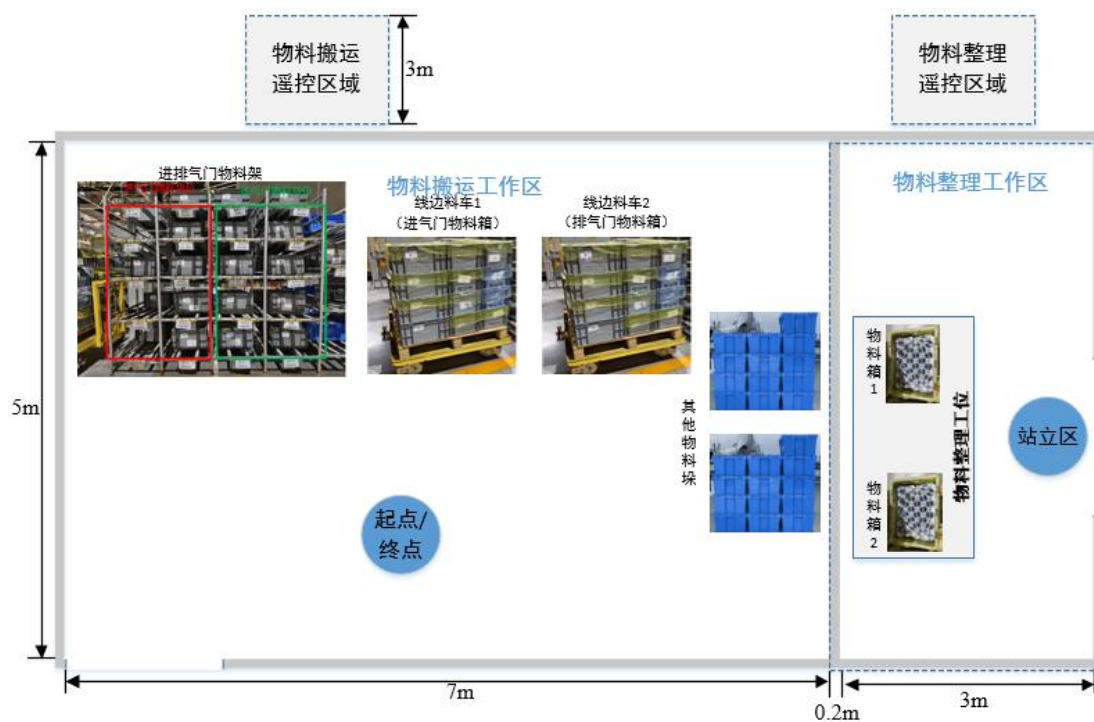 物料搬运
遥控区域
3m
物料整理
遥控区域
进排气门物料架
物料搬运工作区
物料整理工作区
线边料车1
（进气门物料箱）
线边料车2
（排气门物料箱）
5m
其他物料垛
物料箱1
物料整理工位
物料箱2
站立区
起点/
终点
7m
0.2m
3m